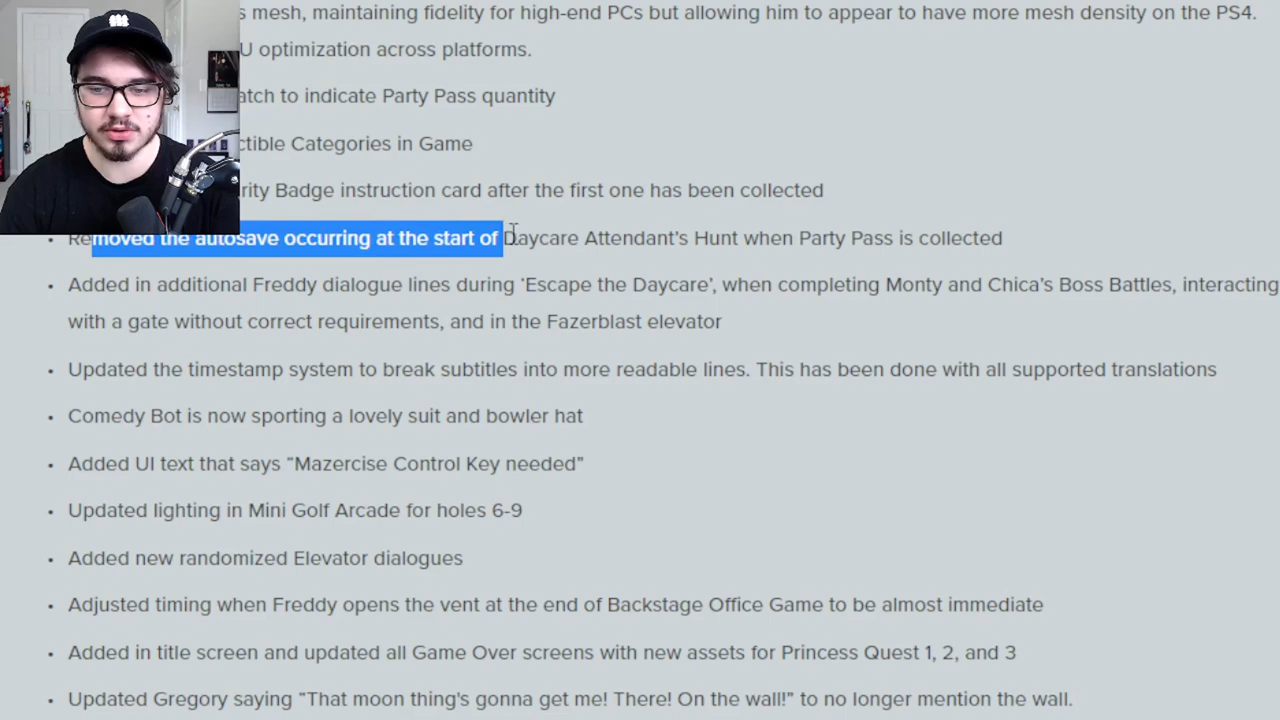 mesh, maintaining fidelity for high-end PCs but allowing him to appear to have more mesh density on the PS4.
optimization across platforms.
to indicate Party Pass quantity
Categories in Game
Badge instruction card after the first one has been collected
• Removed the autosave occurring at the start of Daycare Attendant's Hunt when Party Pass is collected
• Added in additional Freddy dialogue lines during ‘Escape the Daycare’, when completing Monty and Chica's Boss Battles, interacting
with a gate without correct requirements, and in the Fazerblast elevator
• Updated the timestamp system to break subtitles into more readable lines. This has been done with all supported translations
• Comedy Bot is now sporting a lovely suit and bowler hat
• Added UI text that says “Mazercise Control Key needed”
• Updated lighting in Mini Golf Arcade for holes 6-9
• Added new randomized Elevator dialogues
• Adjusted timing when Freddy opens the vent at the end of Backstage Office Game to be almost immediate
• Added in title screen and updated all Game Over screens with new assets for Princess Quest 1, 2, and 3
• Updated Gregory saying “That moon thing's gonna get me! There! On the wall!” to no longer mention the wall.